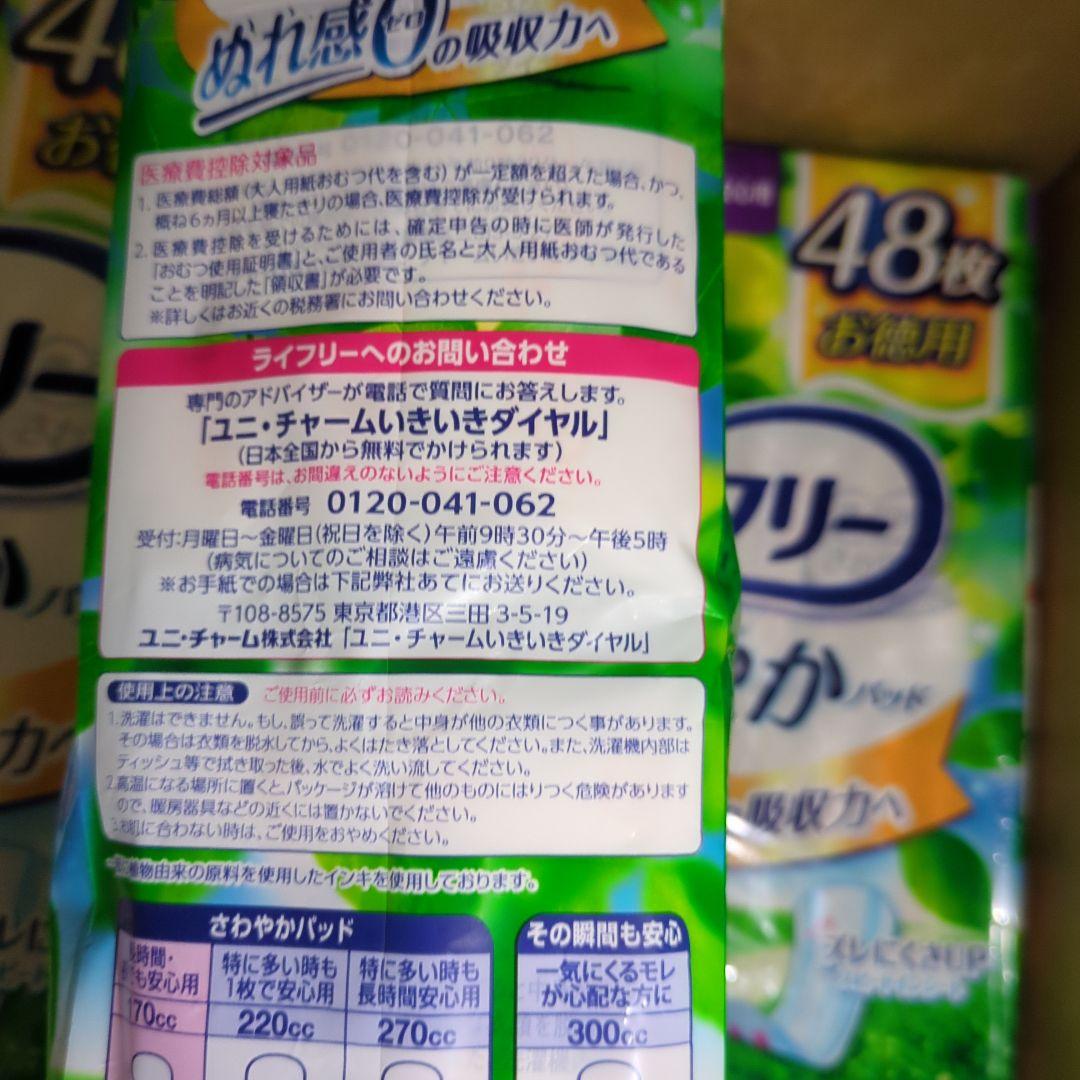 ぬれ感0の吸収力へ
ゼロ
0120-041-062
医療費控除対象品
1. 医療費総額(大人用紙おむつ代を含む)が一定額を超えた場合、かつ、
概ね6ヵ月以上寝たきりの場合、医療費控除が受けられます。
2. 医療費控除を受けるためには、確定申告の時に医師が発行した
「おむつ使用証明書」と、ご使用者の氏名と大人用紙おむつ代である
ことを明記した「領収書」が必要です。
※詳しくはお近くの税務署にお問い合わせください。
ライフリーへのお問い合わせ
専門のアドバイザーが電話で質問にお答えします。
「ユニ・チャームいきいきダイヤル」
(日本全国から無料でかけられます)
電話番号は、お間違えのないようにご注意ください。
電話番号 0120-041-062
受付:月曜日～金曜日(祝日を除く)午前9時30分～午後5時
(病気についてのご相談はご遠慮ください)
※お手紙での場合は下記弊社あてにお送りください。
〒108-8575 東京都港区三田 3-5-19
ユニ・チャーム株式会社「ユニ・チャームいきいきダイヤル」
使用上の注意 ご使用前に必ずお読みください。
1.洗濯はできません。もし、誤って洗濯すると中身が他の衣類につく事があります。
その場合は衣類を脱水してから、よくはたき落としてください。また、洗濯機内部は
ティッシュ等で拭き取った後、水でよく洗い流してください。
2.高温になる場所に置くと、パッケージが溶けて他のものにはりつく危険があります
ので、暖房器具などの近くには置かないでください。
3.お肌に合わない時は、ご使用をおやめください。
植物由来の原料を使用したインキを使用しております。
さわやかパッド
長時間・
も安心用
170cc
特に多い時も
1枚で安心用
220cc
特に多い時も
長時間安心用
270cc
その瞬間も安心
一気にくるモレ
が心配な方に
300cc
48枚
お徳用
フリー
やかパッド
の吸収力へ
ズレにくさUP
48
お
リー
かパ
力へ